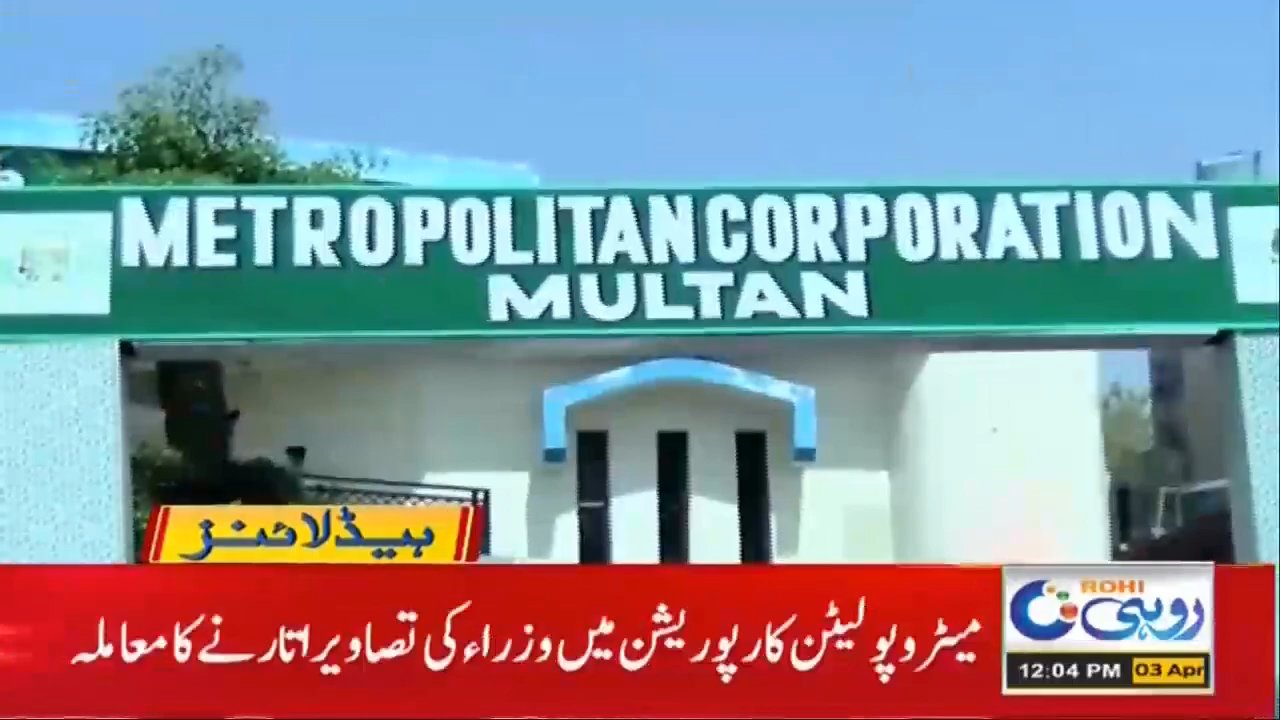 METROPOLITAN CORPORATION
MULTAN
ہیڈلائنز
میٹروپولیٹن کارپوریشن میں وزراء کی تصاویر اتارنے کا معاملہ
ROHI
روہی
12:04 PM 03 Apr